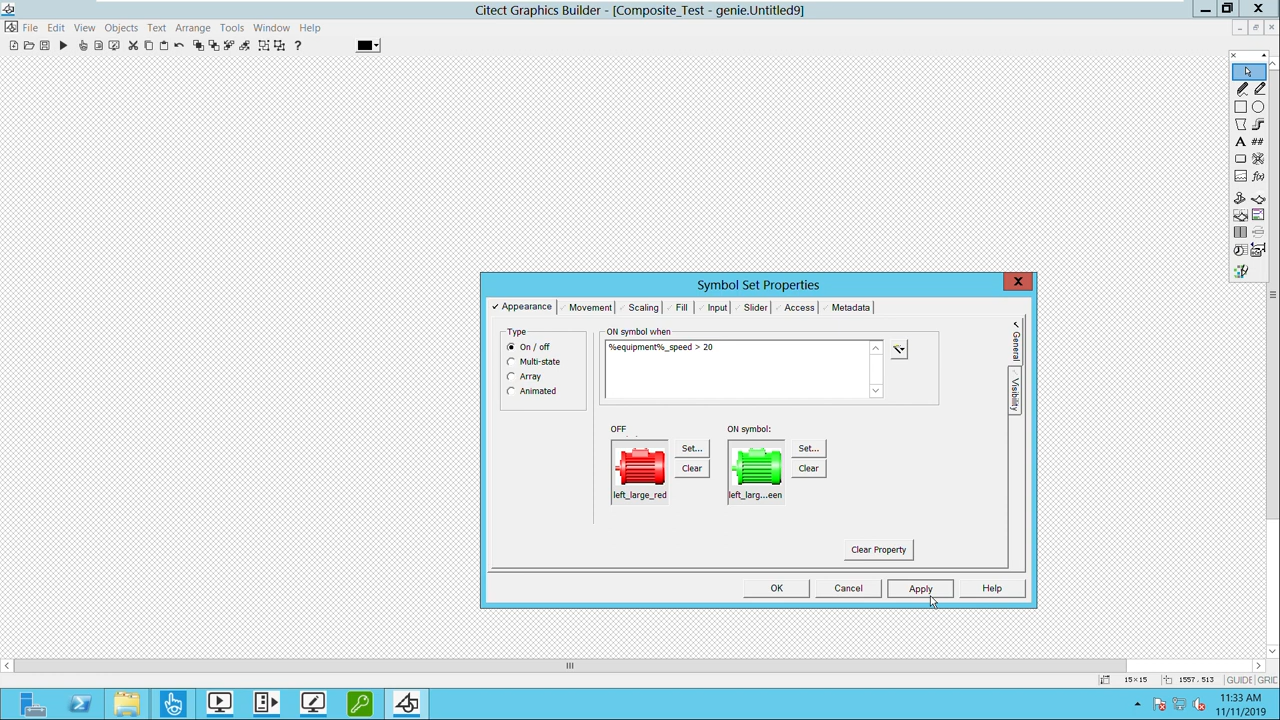 Citect Graphics Builder - [Composite_Test - genie.Untitled9]
File Edit View Objects Text Arrange Tools Window Help
A ##
Symbol Set Properties
Appearance Movement Scaling Fill Input Slider Access Metadata
Type
On / off
Multi-state
Array
Animated
ON symbol when
%equipment%_speed > 20
General
Visibility
OFF
Set...
Clear
left_large_red
ON symbol:
Set...
Clear
left_larg...een
Clear Property
OK Cancel Apply Help
15×15 1557 , 513 GUIDE GRID
11:33 AM
11/11/2019